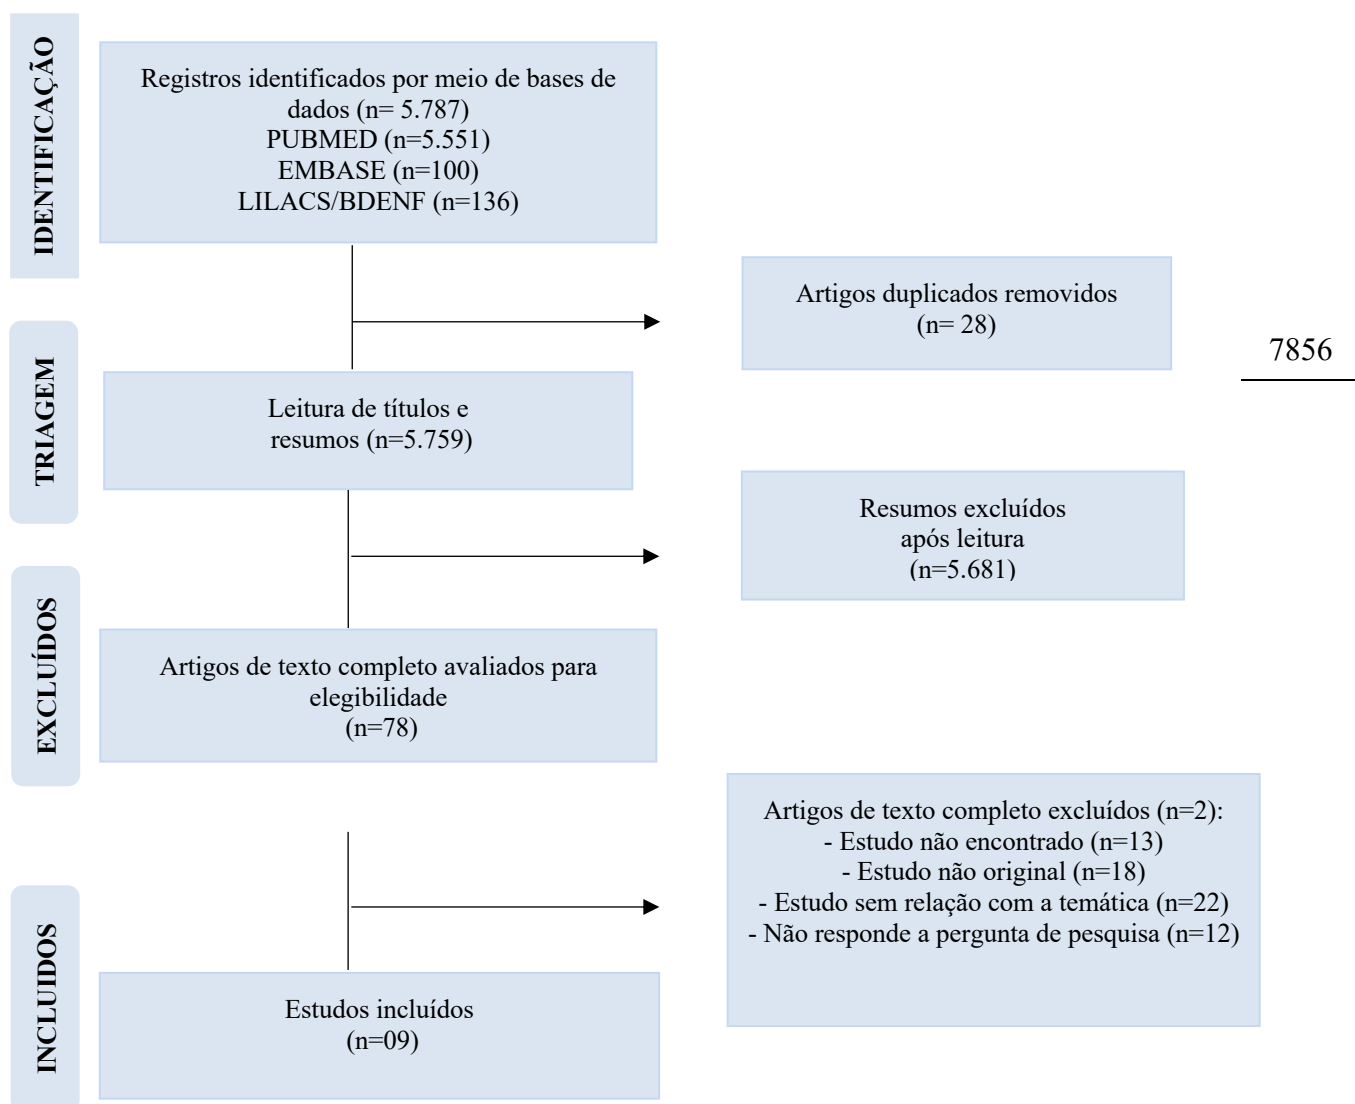 IDENTIFICAÇÃO
Registros identificados por meio de bases de
dados (n= 5.787)
PUBMED (n=5.551)
EMBASE (n=100)
LILACS/BDENF (n=136)
Artigos duplicados removidos
(n= 28)
7856
TRIAGEM
Leitura de títulos e
resumos (n=5.759)
Resumos excluídos
após leitura
(n=5.681)
EXCLUÍDOS
Artigos de texto completo avaliados para
elegibilidade
(n=78)
Artigos de texto completo excluídos (n=2):
- Estudo não encontrado (n=13)
- Estudo não original (n=18)
- Estudo sem relação com a temática (n=22)
- Não responde a pergunta de pesquisa (n=12)
INCLUIDOS
Estudos incluídos
(n=09)